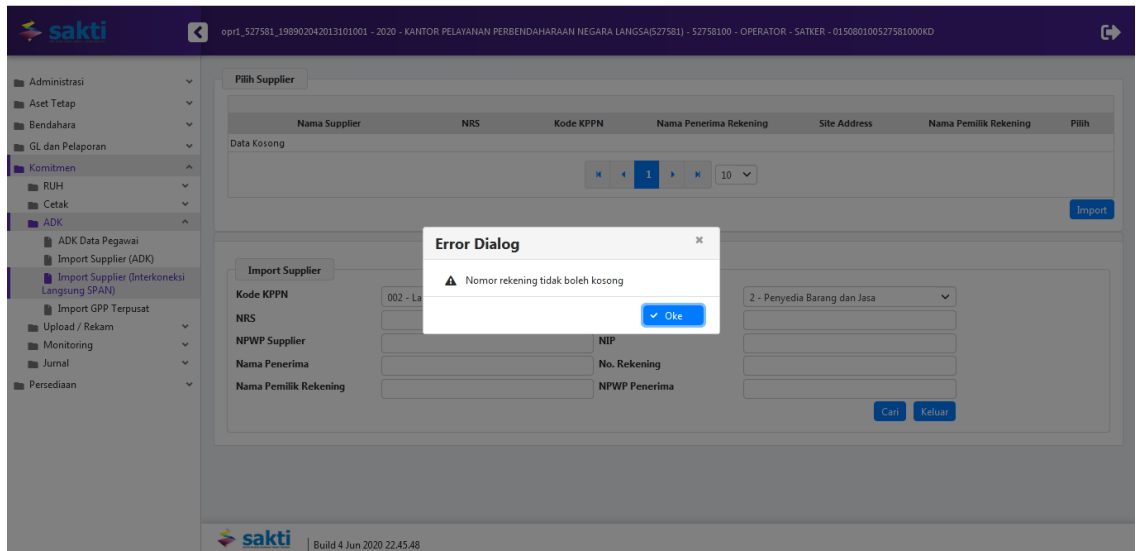 sakti
opr1_527581_198902042013101001 - 2020 - KANTOR PELAYANAN PERBENDAHARAAN NEGARA LANGSA(527581) - 52758100 - OPERATOR - SATKER - 015080100527581000KD
Administrasi
Aset Tetap
Bendahara
GL dan Pelaporan
Komitmen
RUH
Cetak
ADK
ADK Data Pegawai
Import Supplier (ADK)
Import Supplier (Interkoneksi
Langsung SPAN)
Import GPP Terpusat
Upload / Rekam
Monitoring
Jurnal
Persediaan
Pilih Supplier
Nama Supplier NRS Kode KPPN Nama Penerima Rekening Site Address Nama Pemilik Rekening Pilih
Data Kosong
1 10
Import
Error Dialog
Nomor rekening tidak boleh kosong
Oke
Import Supplier
Kode KPPN 002 - La 2 - Penyedia Barang dan Jasa
NRS
NPWP Supplier NIP
Nama Penerima No. Rekening
Nama Pemilik Rekening NPWP Penerima
Cari Keluar
sakti | Build 4 Jun 2020 22.45.48